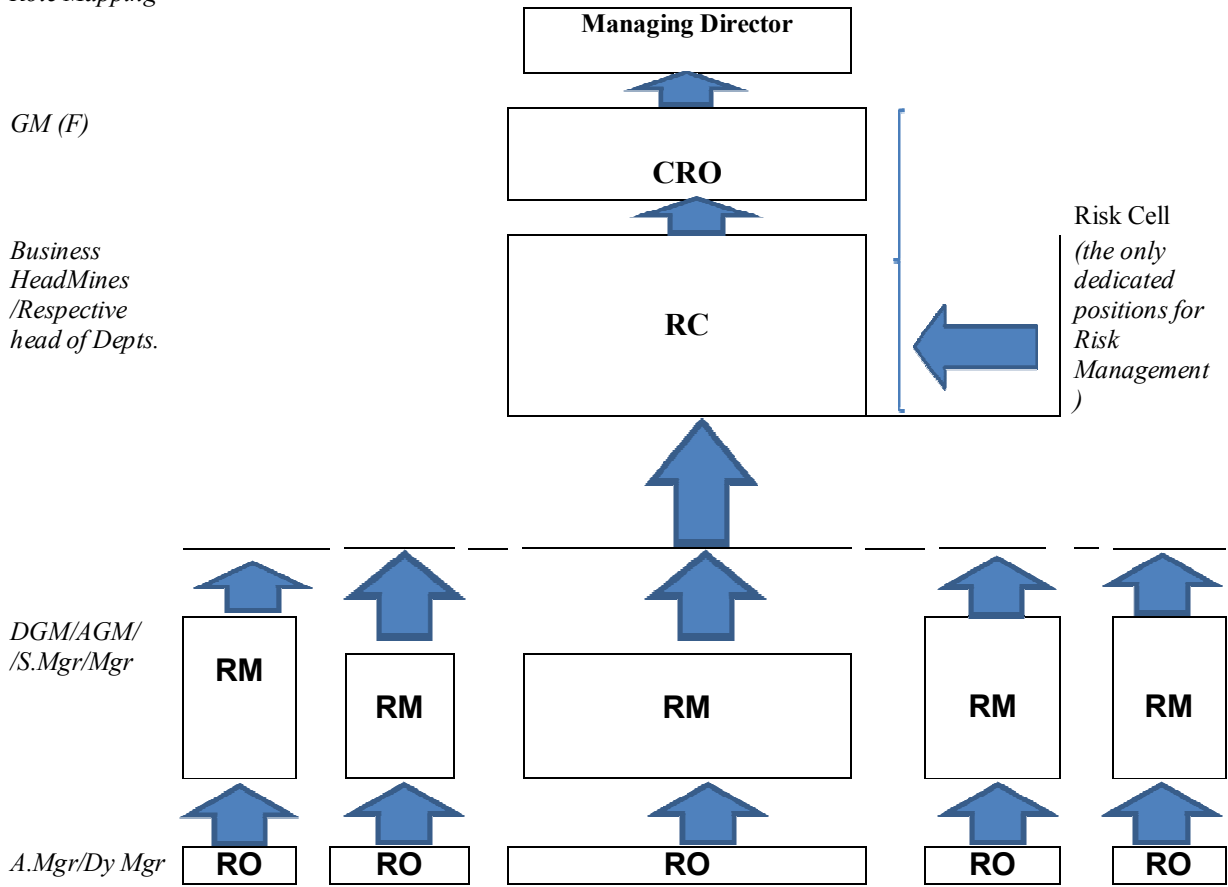 Managing Director
GM (F)
CRO
Risk Cell
Business
HeadMines
/Respective
head of Depts.
RC
(the only
dedicated
positions for
Risk
Management
)
DGM/AGM/
/S.Mgr/Mgr
RM
RM
RM
RM
RM
A.Mgr/Dy Mgr
RO
RO
RO
RO
RO